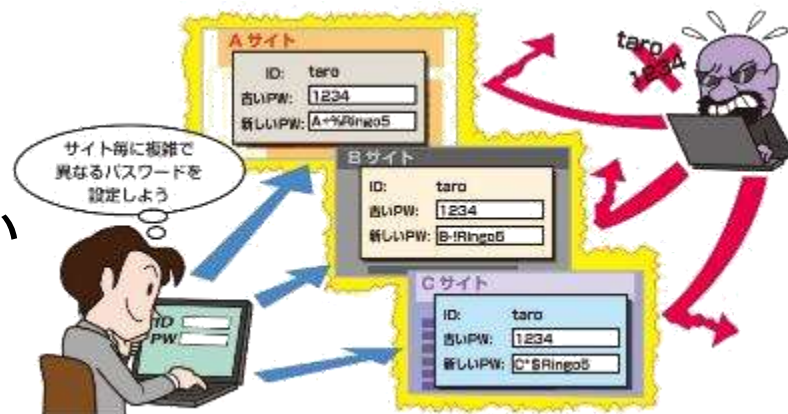 Aサイト
ID: taro
古いPW: 1234
新しいPW: A+%Ringo5
taro
1234
サイト毎に複雑で
異なるパスワードを
設定しよう
Bサイト
ID: taro
古いPW: 1234
新しいPW: B-!Ringo5
い
Cサイト
ID: taro
古いPW: 1234
新しいPW: C*$Ringo5
ID
PW